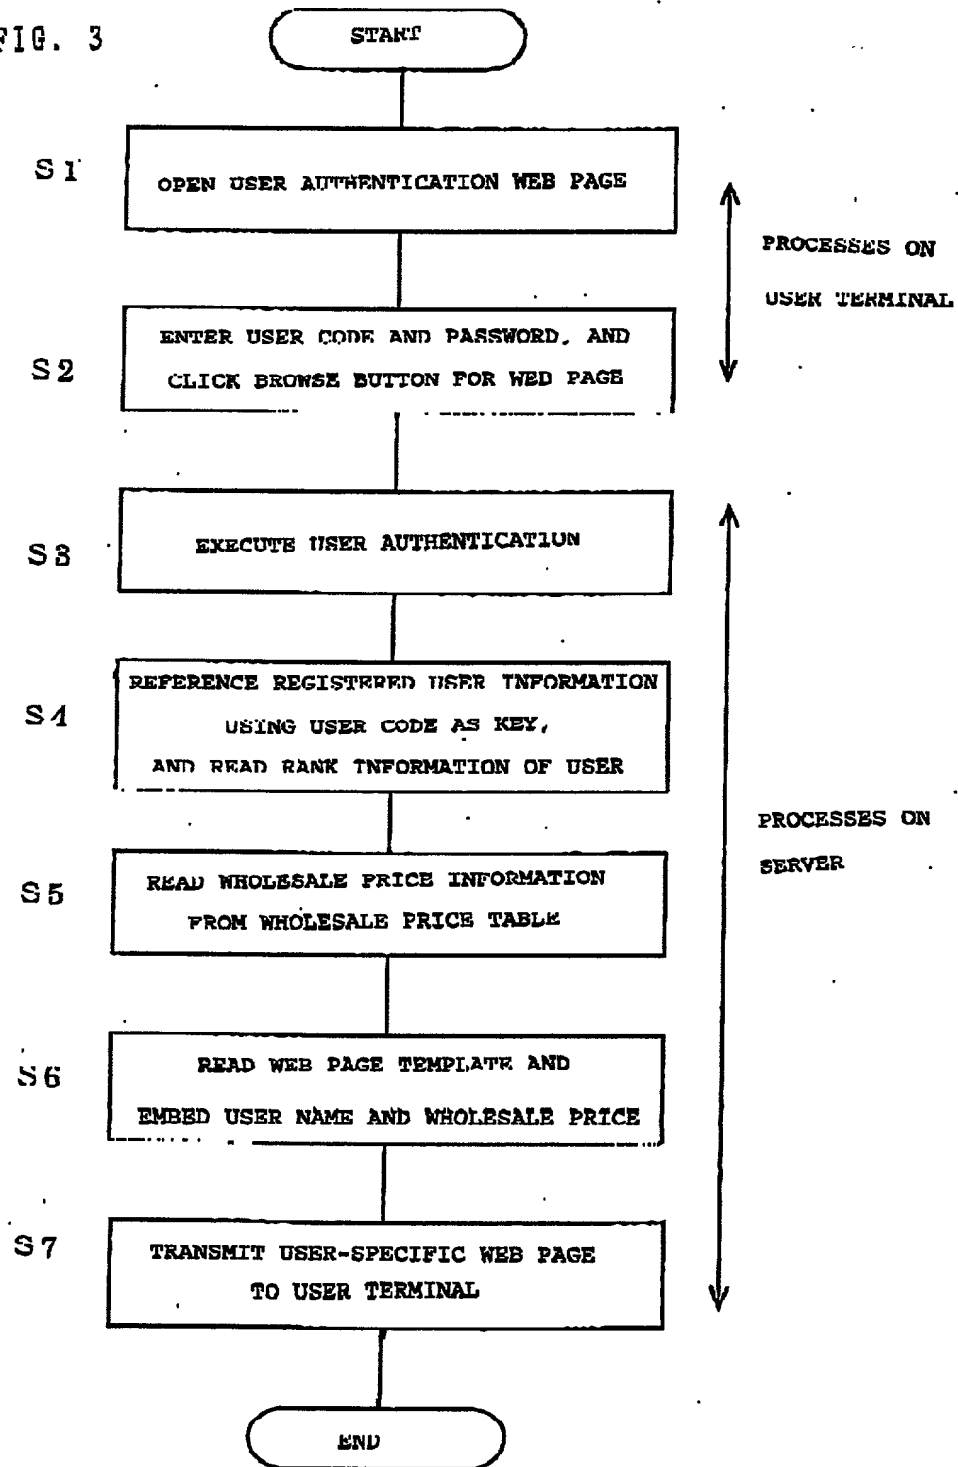 FIG. 3
START
S1
OPEN USER AUTHENTICATION WEB PAGE
PROCESSES ON
USER TERMINAL
S2
ENTER USER CODE AND PASSWORD, AND
CLICK BROWSE BUTTON FOR WED PAGE
S3
EXECUTE USER AUTHENTICATION
S4
REFERENCE REGISTERED USER INFORMATION
USING USER CODE AS KEY,
AND READ RANK INFORMATION OF USER
PROCESSES ON
SERVER
S5
READ WHOLESALE PRICE INFORMATION
FROM WHOLESALE PRICE TABLE
S6
READ WEB PAGE TEMPLATE AND
EMBED USER NAME AND WHOLESALE PRICE
S7
TRANSMIT USER-SPECIFIC WEB PAGE
TO USER TERMINAL
END